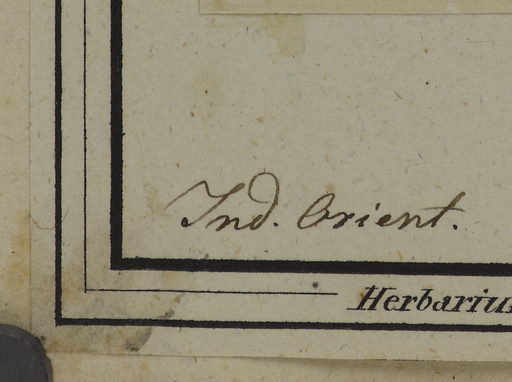 Ind. Orient.
Herbariu